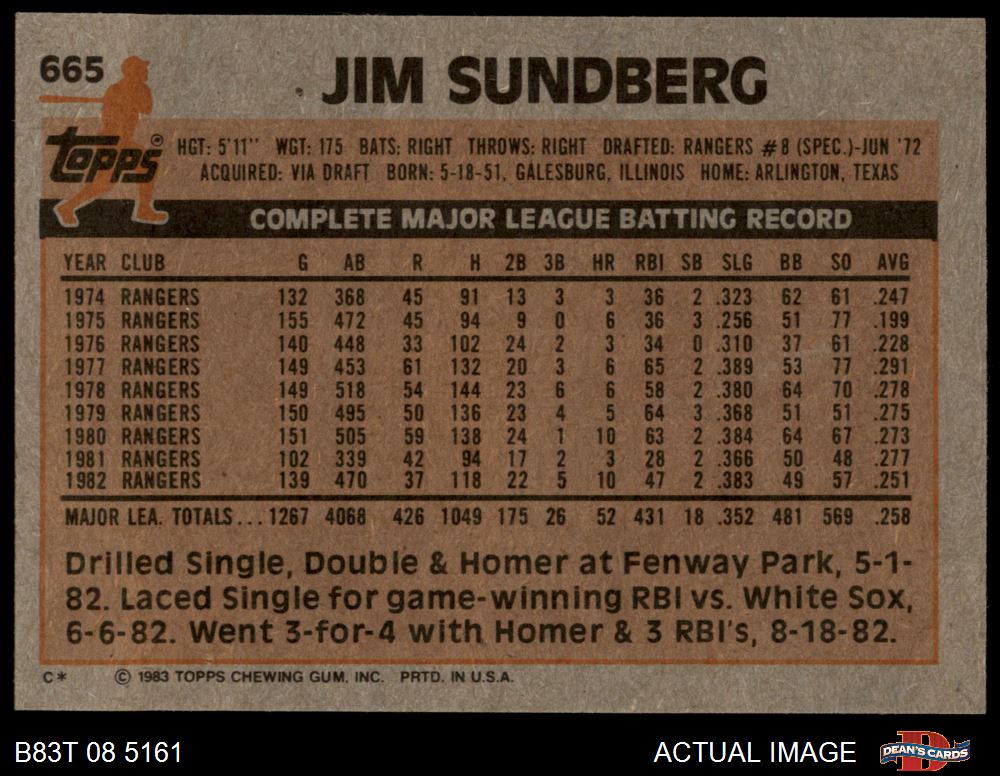 665
JIM SUNDBERG
Topps®
HGT: 5'11" WGT: 175 BATS: RIGHT THROWS: RIGHT DRAFTED: RANGERS #8 (SPEC.)-JUN '72
ACQUIRED: VIA DRAFT BORN: 5-18-51, GALESBURG, ILLINOIS HOME: ARLINGTON, TEXAS
COMPLETE MAJOR LEAGUE BATTING RECORD
YEAR CLUB G AB R H 2B 3B HR RBI SB SLG BB SO AVG
1974 RANGERS 132 368 45 91 13 3 3 36 2 .323 62 61 .247
1975 RANGERS 155 472 45 94 9 0 6 36 3 .256 51 77 .199
1976 RANGERS 140 448 33 102 24 2 3 34 0 .310 37 61 .228
1977 RANGERS 149 453 61 132 20 3 6 65 2 .389 53 77 .291
1978 RANGERS 149 518 54 144 23 6 6 58 2 .380 64 70 .278
1979 RANGERS 150 495 50 136 23 4 5 64 3 .368 51 51 .275
1980 RANGERS 151 505 59 138 24 1 10 63 2 .384 64 67 .273
1981 RANGERS 102 339 42 94 17 2 3 28 2 .366 50 48 .277
1982 RANGERS 139 470 37 118 22 5 10 47 2 .383 49 57 .251
MAJOR LEA. TOTALS... 1267 4068 426 1049 175 26 52 431 18 .352 481 569 .258
Drilled Single, Double & Homer at Fenway Park, 5-1-
82. Laced Single for game-winning RBI vs. White Sox,
6-6-82. Went 3-for-4 with Homer & 3 RBI's, 8-18-82.
C* © 1983 TOPPS CHEWING GUM, INC. PRTD. IN U.S.A.
B83T 08 5161 ACTUAL IMAGE DEAN'S CARDS